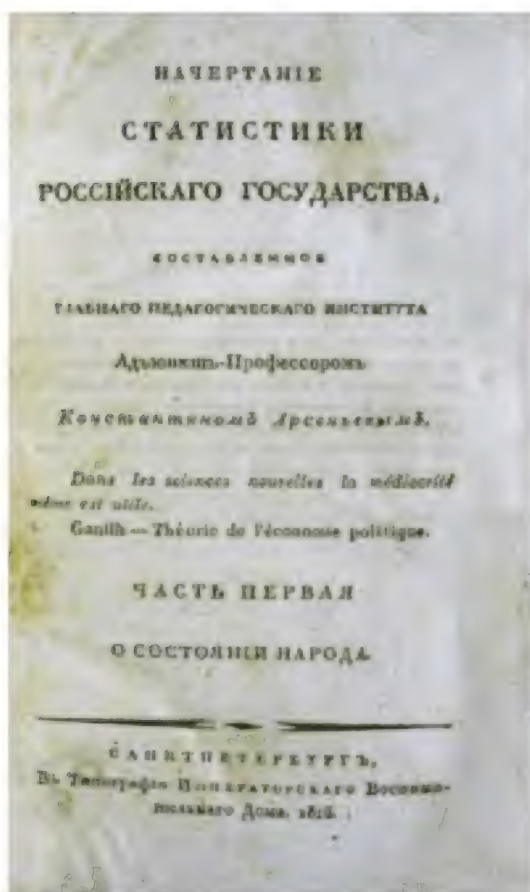 НАЧЕРТАНІЕ
СТАТИСТИКИ
РОССІЙСКАГО ГОСУДАРСТВА,
СОСТАВЛЕННОЕ
ГЛАВНАГО ПЕДАГОГИЧЕСКАГО ИНСТИТУТА
Адъюнктъ-Профессоромъ
Константиномъ Арсеньевымъ.
Dans les sciences nouvelles la médiocrité
même est utile.
Ganilh — Théorie de l'économie politique.
ЧАСТЬ ПЕРВАЯ
О СОСТОЯНІИ НАРОДА.
САНКТПЕТЕРБУРГЪ,
Въ Типографіи ИМПЕРАТОРСКАГО Воспита-
тельнаго Дома, 1818.